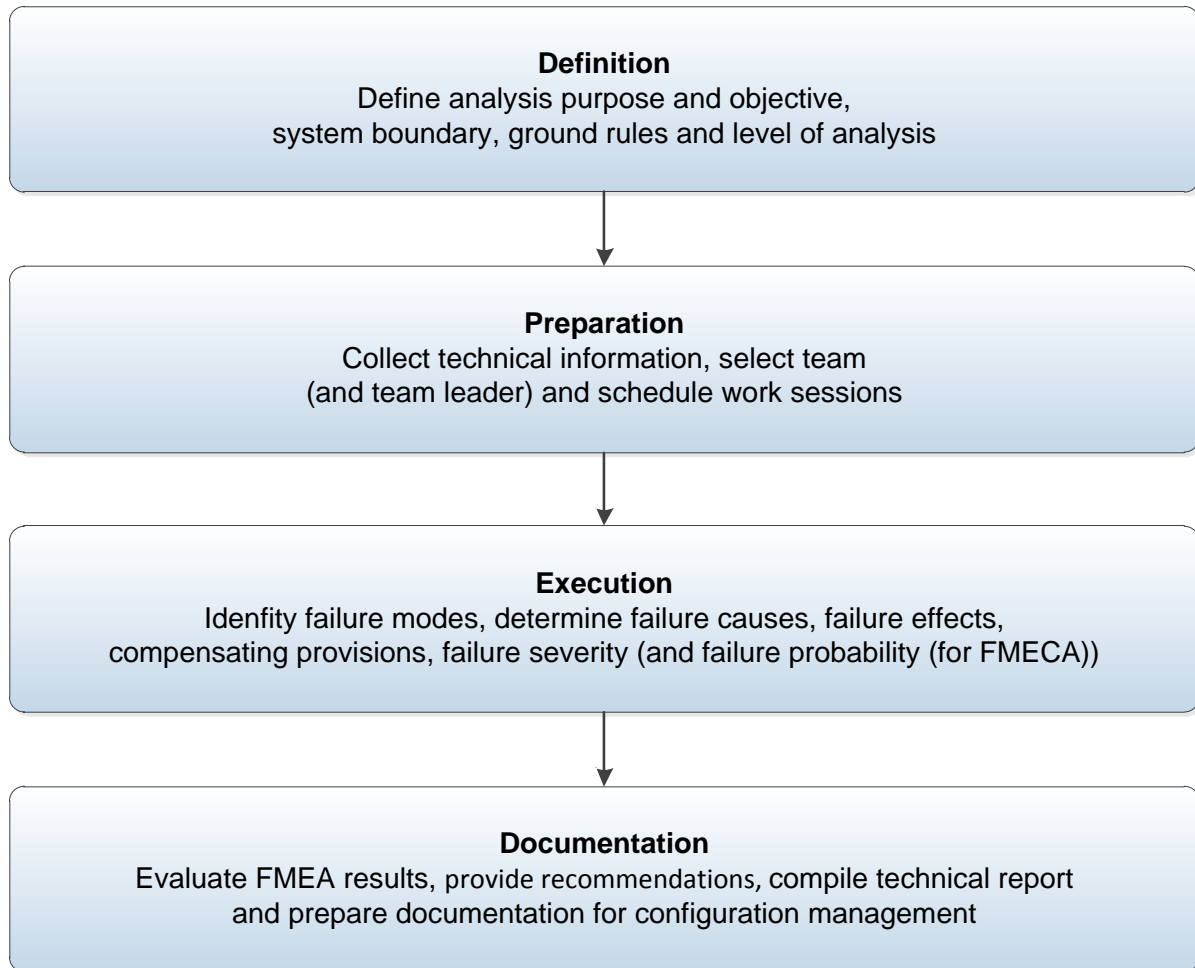 Definition
Define analysis purpose and objective,
system boundary, ground rules and level of analysis
Preparation
Collect technical information, select team
(and team leader) and schedule work sessions
Execution
Idenfity failure modes, determine failure causes, failure effects,
compensating provisions, failure severity (and failure probability (for FMECA))
Documentation
Evaluate FMEA results, provide recommendations, compile technical report
and prepare documentation for configuration management